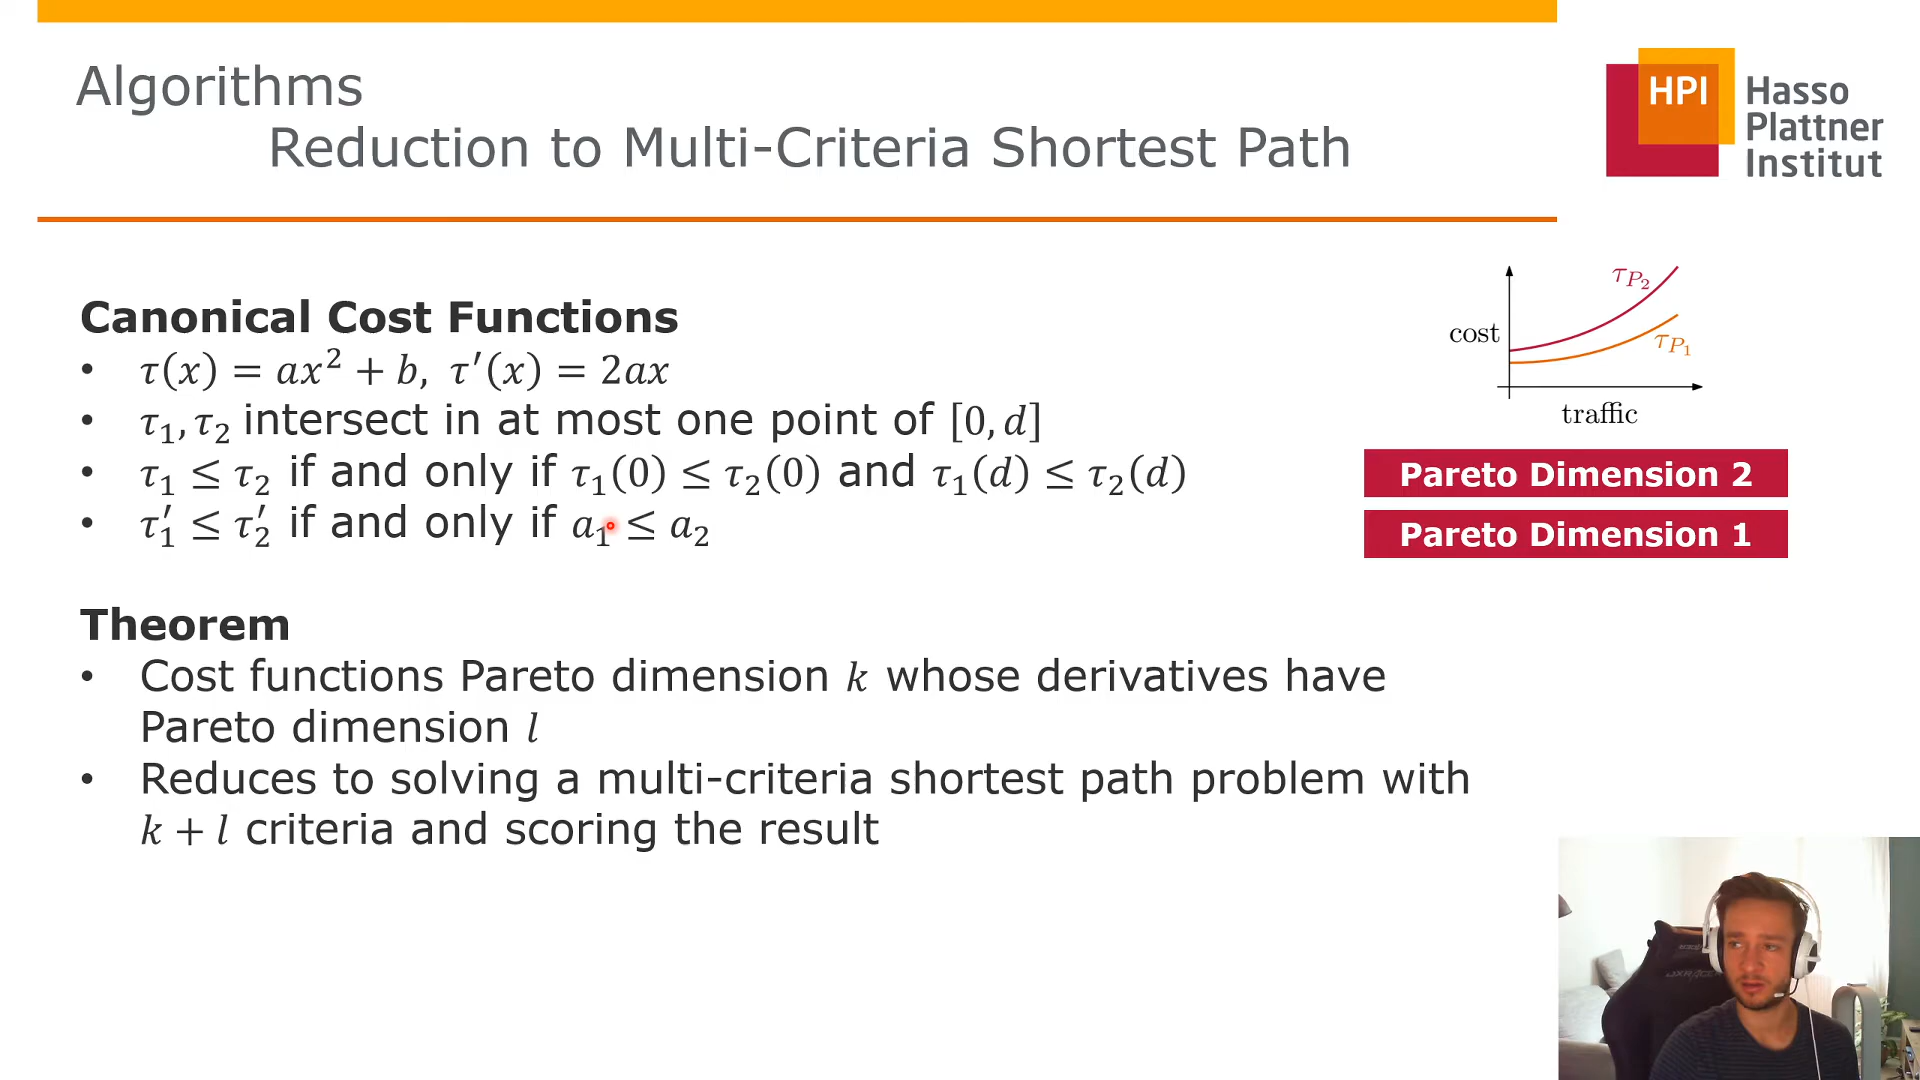 Algorithms
Reduction to Multi-Criteria Shortest Path
HPI Hasso
Plattner
Institut
Canonical Cost Functions
• τ(x) = ax² + b, τ′(x) = 2ax
• τ₁, τ₂ intersect in at most one point of [0, d]
• τ₁ ≤ τ₂ if and only if τ₁(0) ≤ τ₂(0) and τ₁(d) ≤ τ₂(d)
• τ₁′ ≤ τ₂′ if and only if a₁ ≤ a₂
τ_P₂
cost
τ_P₁
traffic
Pareto Dimension 2
Pareto Dimension 1
Theorem
• Cost functions Pareto dimension k whose derivatives have
Pareto dimension l
• Reduces to solving a multi-criteria shortest path problem with
k + l criteria and scoring the result